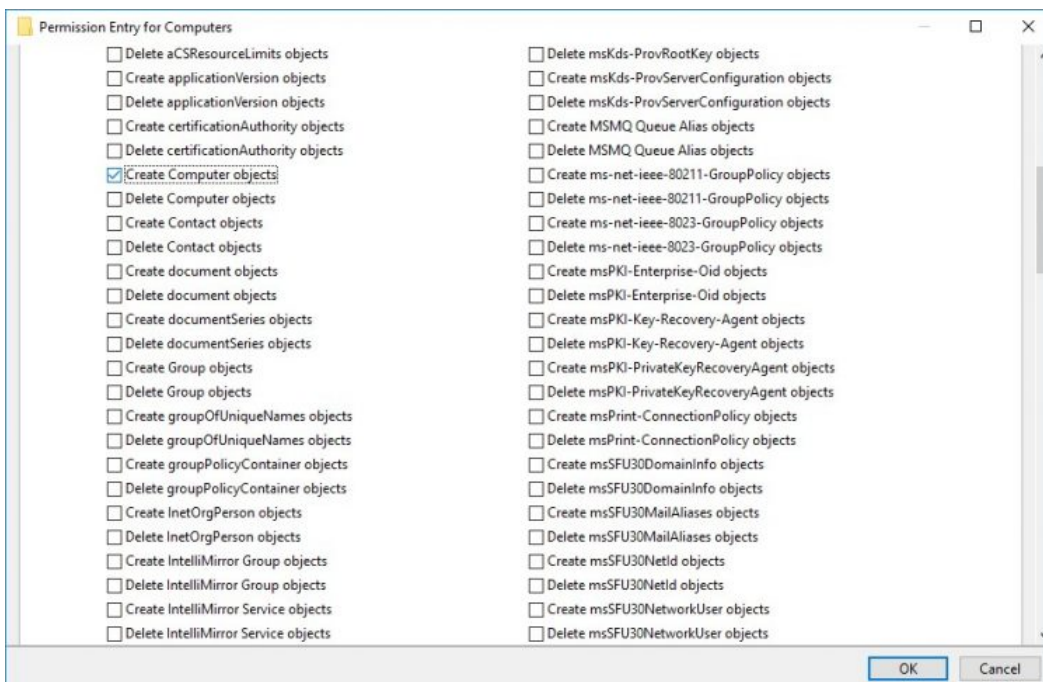 Permission Entry for Computers
Delete aCSResourceLimits objects
Create applicationVersion objects
Delete applicationVersion objects
Create certificationAuthority objects
Delete certificationAuthority objects
Create Computer objects
Delete Computer objects
Create Contact objects
Delete Contact objects
Create document objects
Delete document objects
Create documentSeries objects
Delete documentSeries objects
Create Group objects
Delete Group objects
Create groupOfUniqueNames objects
Delete groupOfUniqueNames objects
Create groupPolicyContainer objects
Delete groupPolicyContainer objects
Create InetOrgPerson objects
Delete InetOrgPerson objects
Create IntelliMirror Group objects
Delete IntelliMirror Group objects
Create IntelliMirror Service objects
Delete IntelliMirror Service objects
Delete msKds-ProvRootKey objects
Create msKds-ProvServerConfiguration objects
Delete msKds-ProvServerConfiguration objects
Create MSMQ Queue Alias objects
Delete MSMQ Queue Alias objects
Create ms-net-ieee-80211-GroupPolicy objects
Delete ms-net-ieee-80211-GroupPolicy objects
Create ms-net-ieee-8023-GroupPolicy objects
Delete ms-net-ieee-8023-GroupPolicy objects
Create msPKI-Enterprise-Oid objects
Delete msPKI-Enterprise-Oid objects
Create msPKI-Key-Recovery-Agent objects
Delete msPKI-Key-Recovery-Agent objects
Create msPKI-PrivateKeyRecoveryAgent objects
Delete msPKI-PrivateKeyRecoveryAgent objects
Create msPrint-ConnectionPolicy objects
Delete msPrint-ConnectionPolicy objects
Create msSFU30DomainInfo objects
Delete msSFU30DomainInfo objects
Create msSFU30MailAliases objects
Delete msSFU30MailAliases objects
Create msSFU30NetId objects
Delete msSFU30NetId objects
Create msSFU30NetworkUser objects
Delete msSFU30NetworkUser objects
OK
Cancel